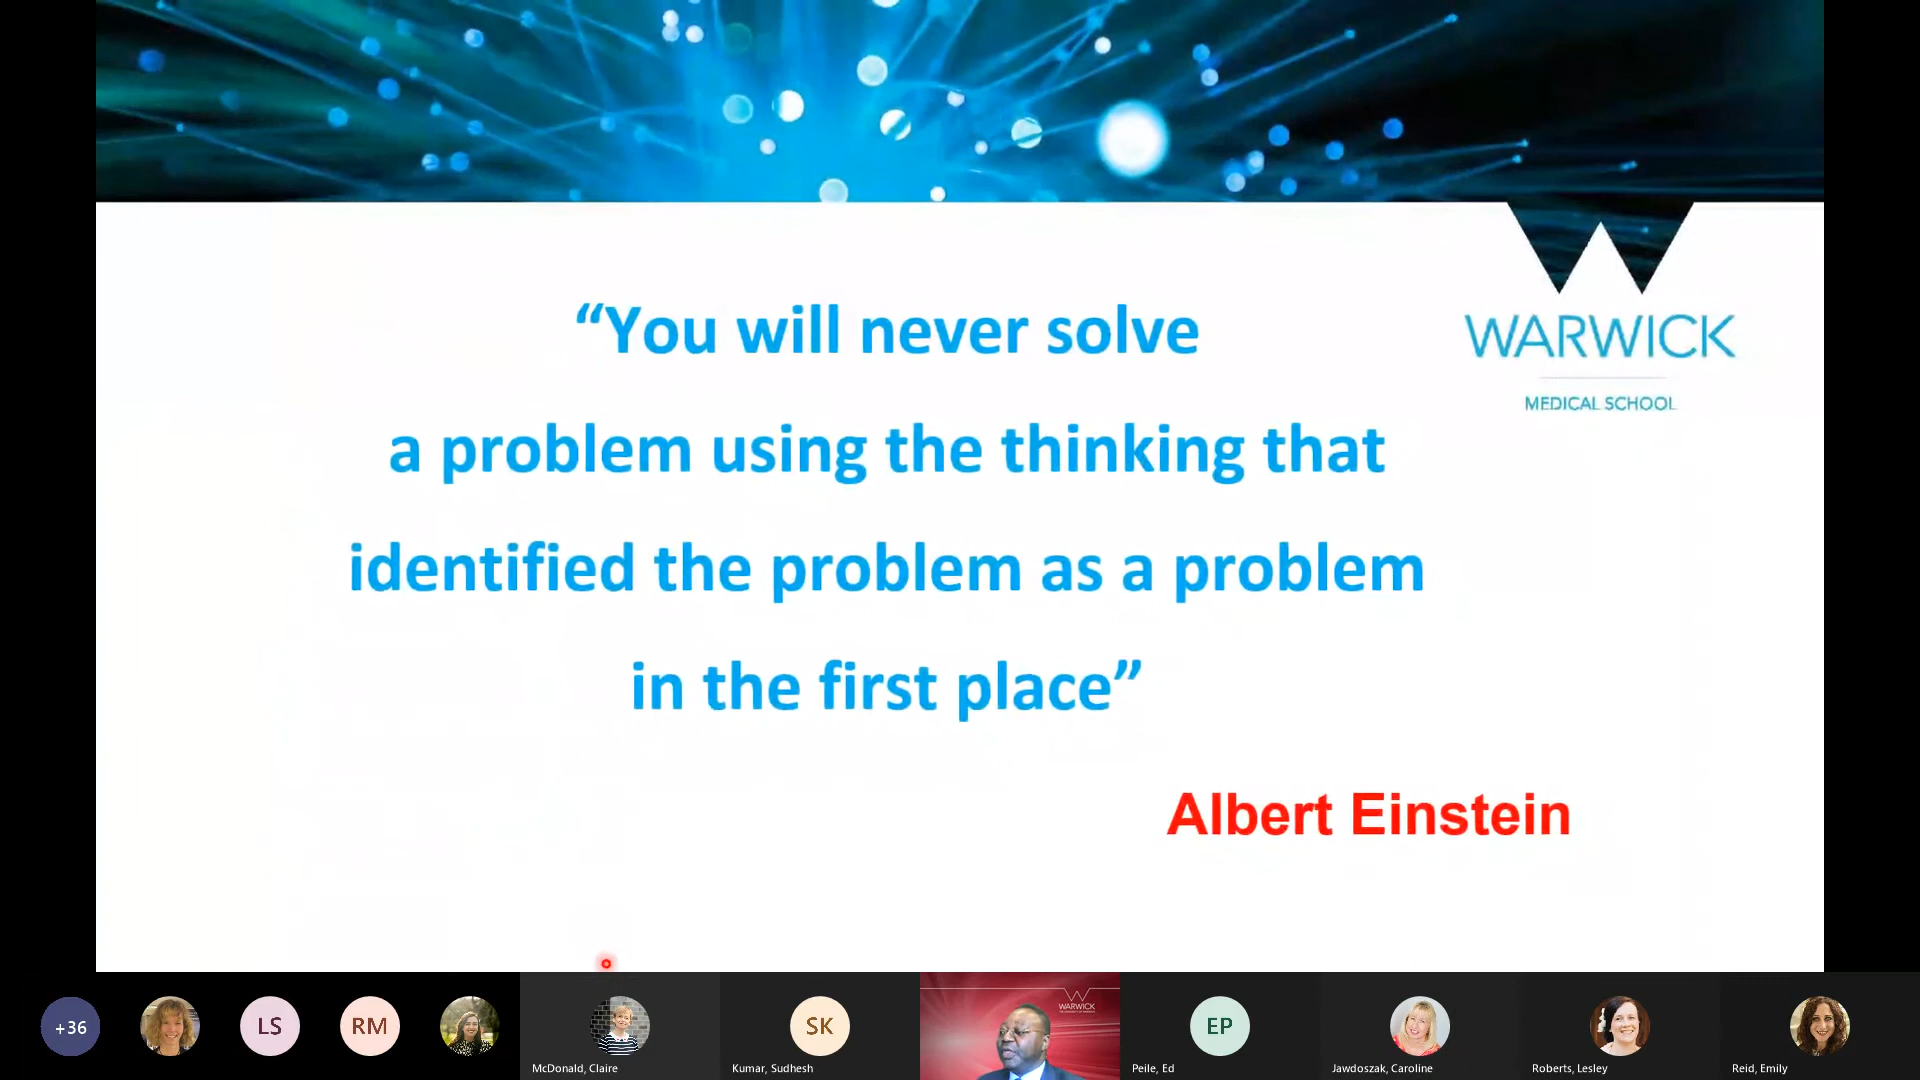 “You will never solve
a problem using the thinking that
identified the problem as a problem
in the first place”
Albert Einstein
WARWICK
MEDICAL SCHOOL
+36
LS
RM
McDonald, Claire
SK
Kumar, Sudhesh
WARWICK
EP
Peile, Ed
Jawdoszak, Caroline
Roberts, Lesley
Reid, Emily